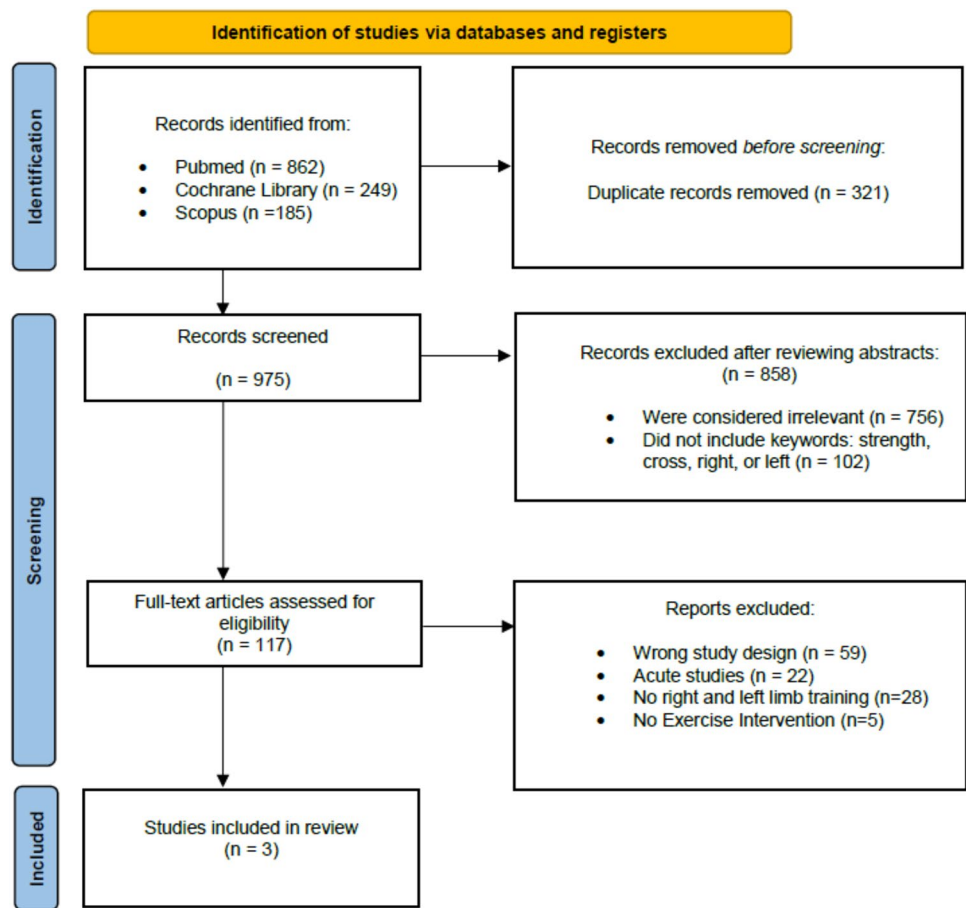 Identification of studies via databases and registers
Identification
Records identified from:
• Pubmed (n = 862)
• Cochrane Library (n = 249)
• Scopus (n =185)
Records removed before screening:
Duplicate records removed (n = 321)
Screening
Records screened
(n = 975)
Records excluded after reviewing abstracts:
(n = 858)
• Were considered irrelevant (n = 756)
• Did not include keywords: strength,
cross, right, or left (n = 102)
Full-text articles assessed for
eligibility
(n = 117)
Reports excluded:
• Wrong study design (n = 59)
• Acute studies (n = 22)
• No right and left limb training (n=28)
• No Exercise Intervention (n=5)
Included
Studies included in review
(n = 3)